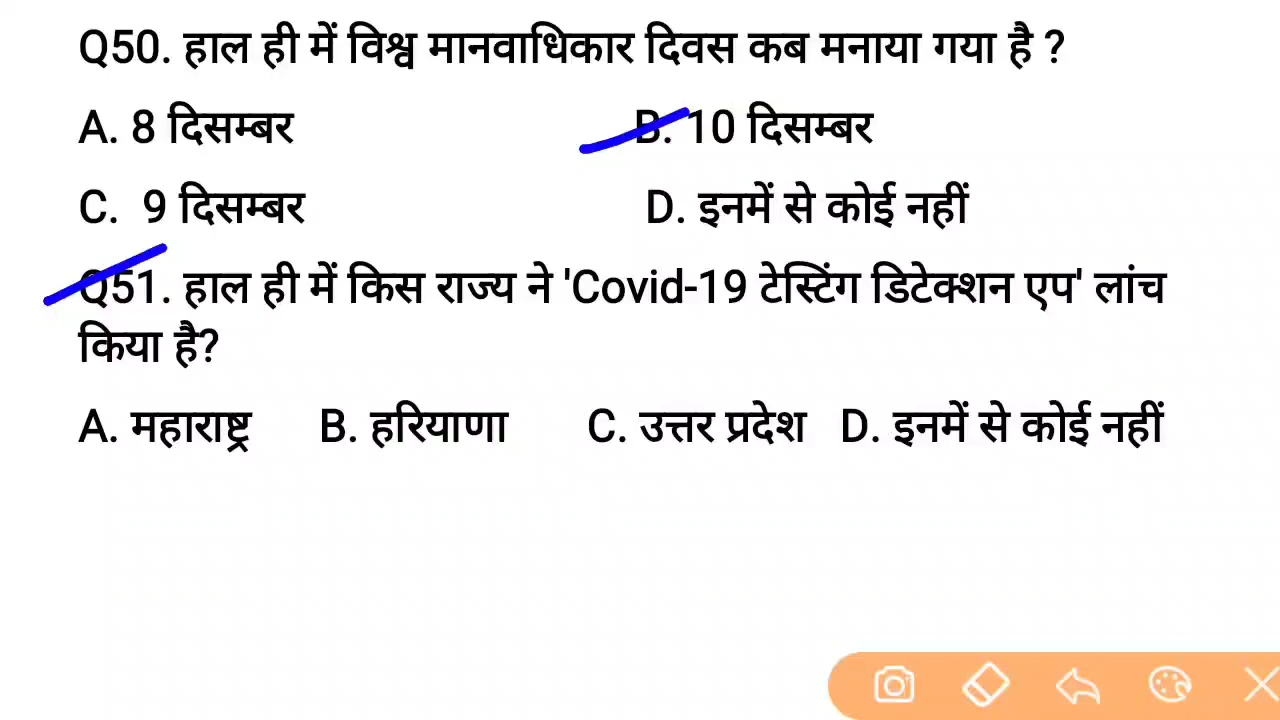 Q50. हाल ही में विश्व मानवाधिकार दिवस कब मनाया गया है ?
A. 8 दिसम्बर B. 10 दिसम्बर
C. 9 दिसम्बर D. इनमें से कोई नहीं
Q51. हाल ही में किस राज्य ने 'Covid-19 टेस्टिंग डिटेक्शन एप' लांच
किया है?
A. महाराष्ट्र B. हरियाणा C. उत्तर प्रदेश D. इनमें से कोई नहीं